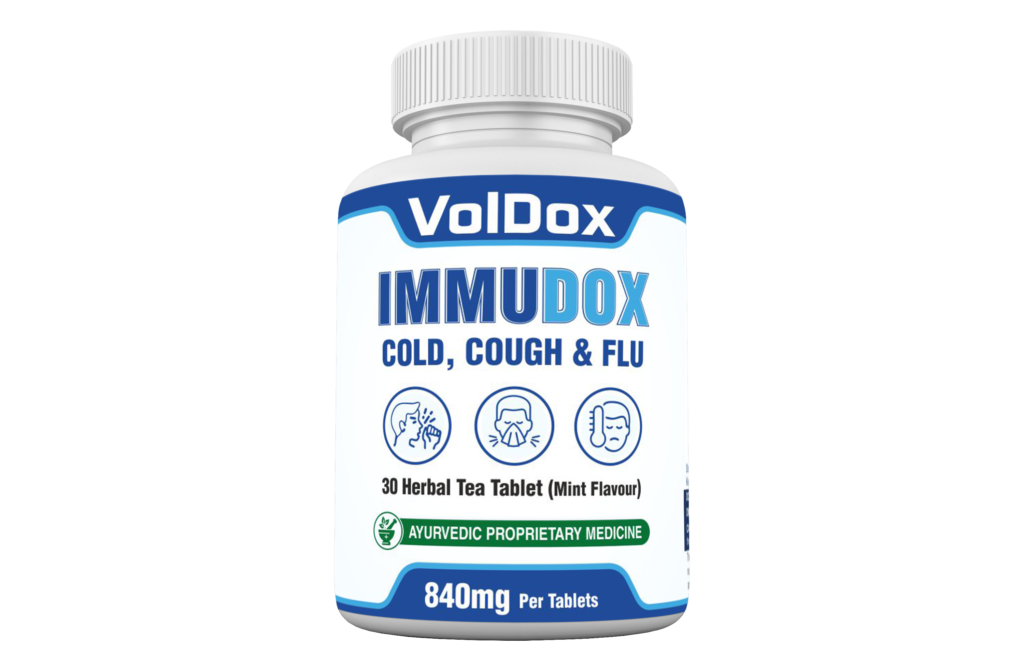 VolDox
IMMUDOX
COLD, COUGH & FLU
30 Herbal Tea Tablet (Mint Flavour)
AYURVEDIC PROPRIETARY MEDICINE
840mg Per Tablets